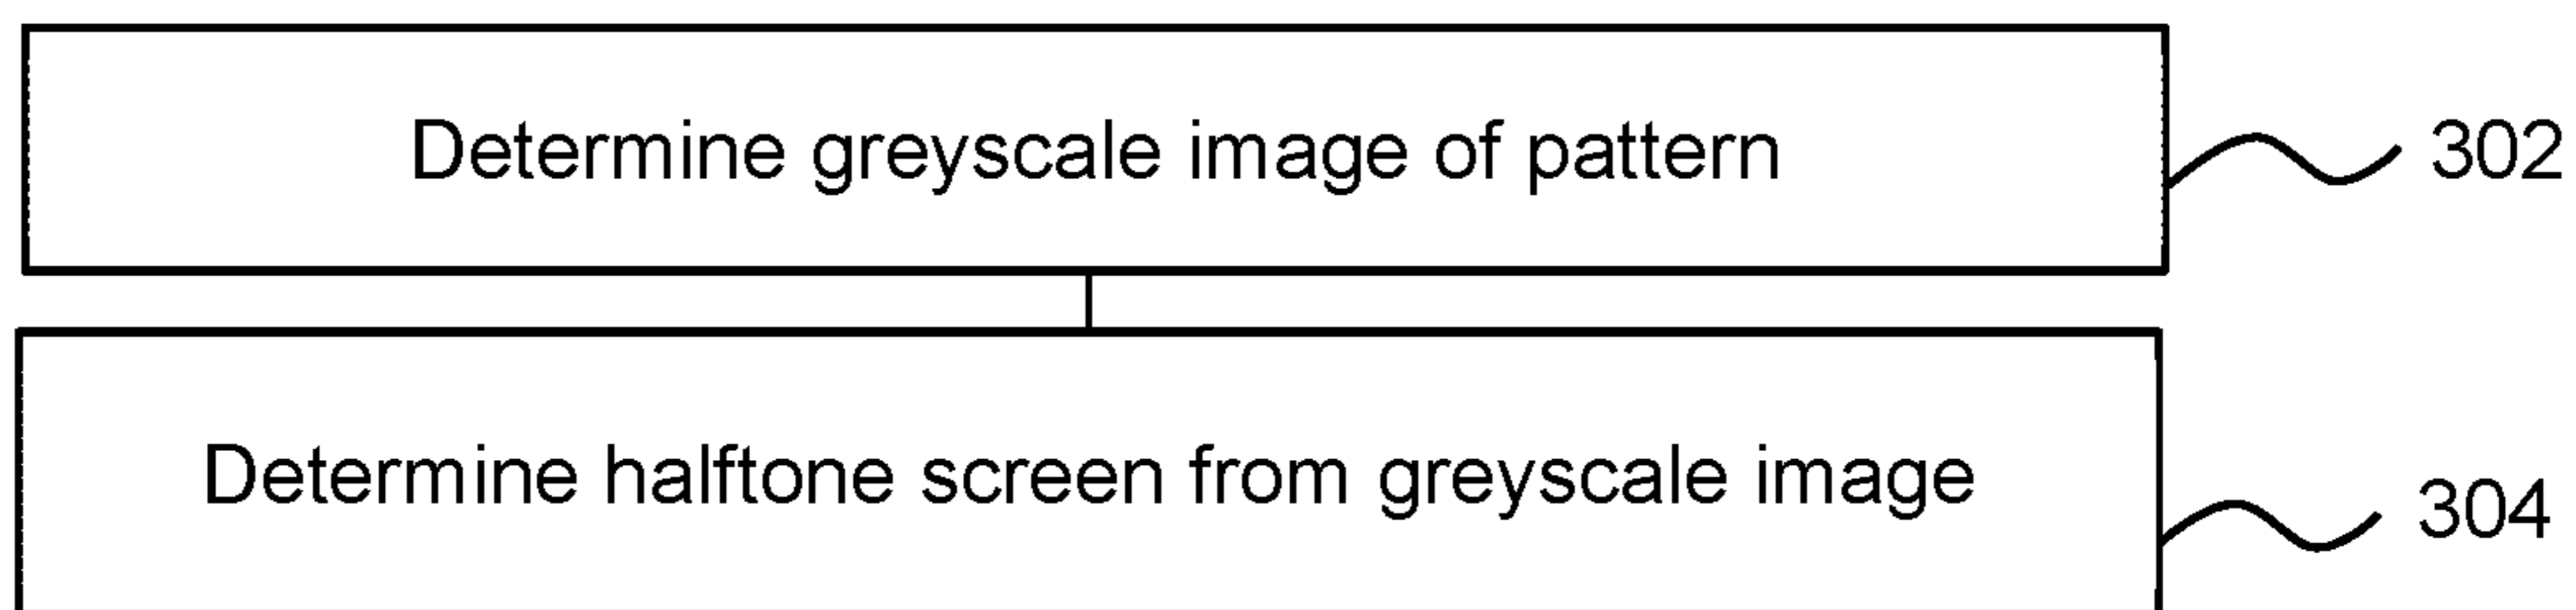 Determine greyscale image of pattern 302
Determine halftone screen from greyscale image 304